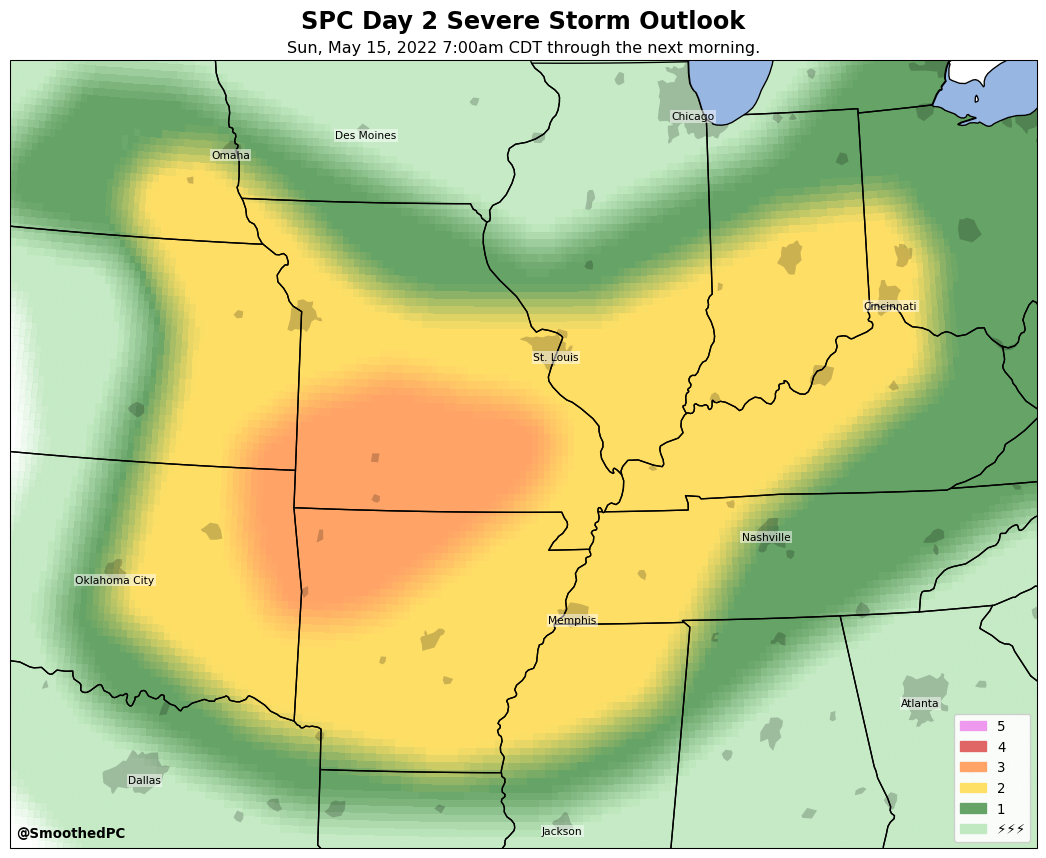 SPC Day 2 Severe Storm Outlook
Sun, May 15, 2022 7:00am CDT through the next morning.
Chicago
Des Moines
Omaha
Cincinnati
St. Louis
Nashville
Oklahoma City
Memphis
Atlanta
5
4
3
2
1
⚡⚡⚡
Dallas
Jackson
@SmoothedPC